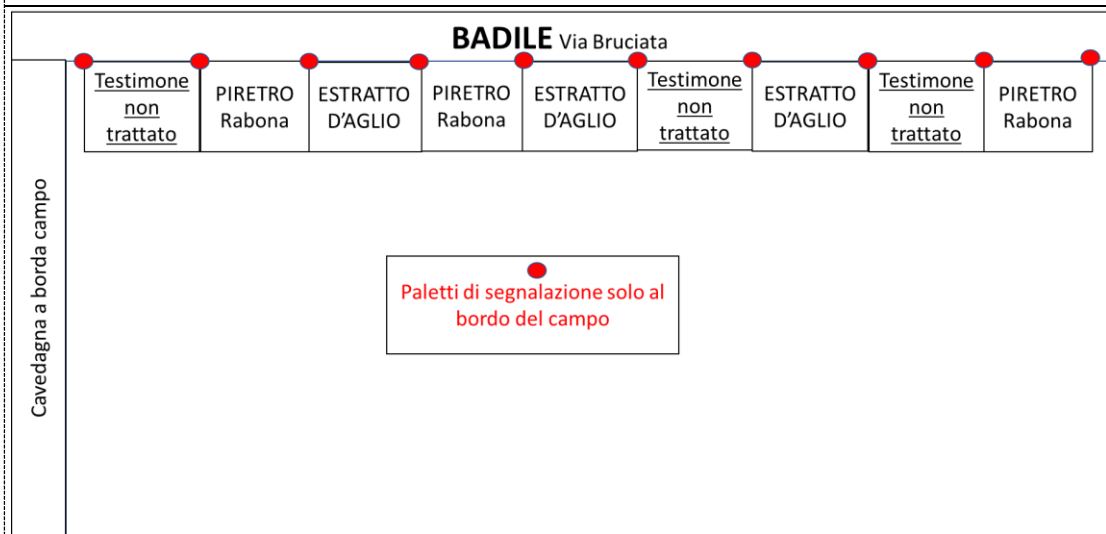 BADILE Via Bruciata
Testimone
non
trattato
PIRETRO
Rabona
ESTRATTO
D'AGLIO
PIRETRO
Rabona
ESTRATTO
D'AGLIO
Testimone
non
trattato
ESTRATTO
D'AGLIO
Testimone
non
trattato
PIRETRO
Rabona
Cavedagna a borda campo
Paletti di segnalazione solo al
bordo del campo